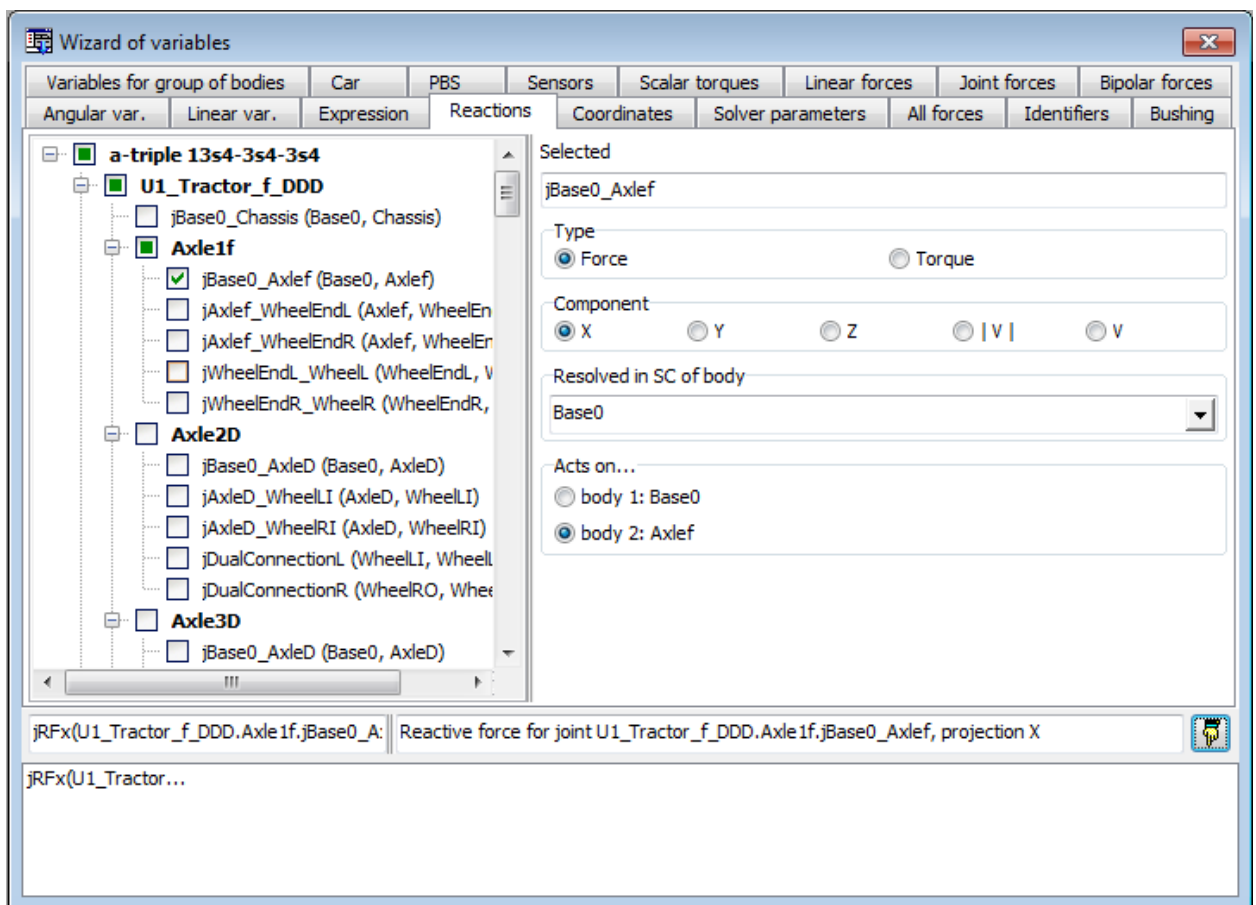 Wizard of variables
Variables for group of bodies Car PBS Sensors Scalar torques Linear forces Joint forces Bipolar forces
Angular var. Linear var. Expression Reactions Coordinates Solver parameters All forces Identifiers Bushing
a-triple 13s4-3s4-3s4
U1_Tractor_f_DDD
jBase0_Chassis (Base0, Chassis)
Axle1f
jBase0_Axlef (Base0, Axlef)
jAxlef_WheelEndL (Axlef, WheelEn
jAxlef_WheelEndR (Axlef, WheelEn
jWheelEndL_WheelL (WheelEndL, W
jWheelEndR_WheelR (WheelEndR,
Axle2D
jBase0_AxleD (Base0, AxleD)
jAxleD_WheelLI (AxleD, WheelLI)
jAxleD_WheelRI (AxleD, WheelRI)
jDualConnectionL (WheelLI, WheelL
jDualConnectionR (WheelRO, Whee
Axle3D
jBase0_AxleD (Base0, AxleD)
Selected
jBase0_Axlef
Type
Force Torque
Component
X Y Z | V | V
Resolved in SC of body
Base0
Acts on...
body 1: Base0
body 2: Axlef
jRFx(U1_Tractor_f_DDD.Axle1f.jBase0_A: Reactive force for joint U1_Tractor_f_DDD.Axle1f.jBase0_Axlef, projection X
jRFx(U1_Tractor...